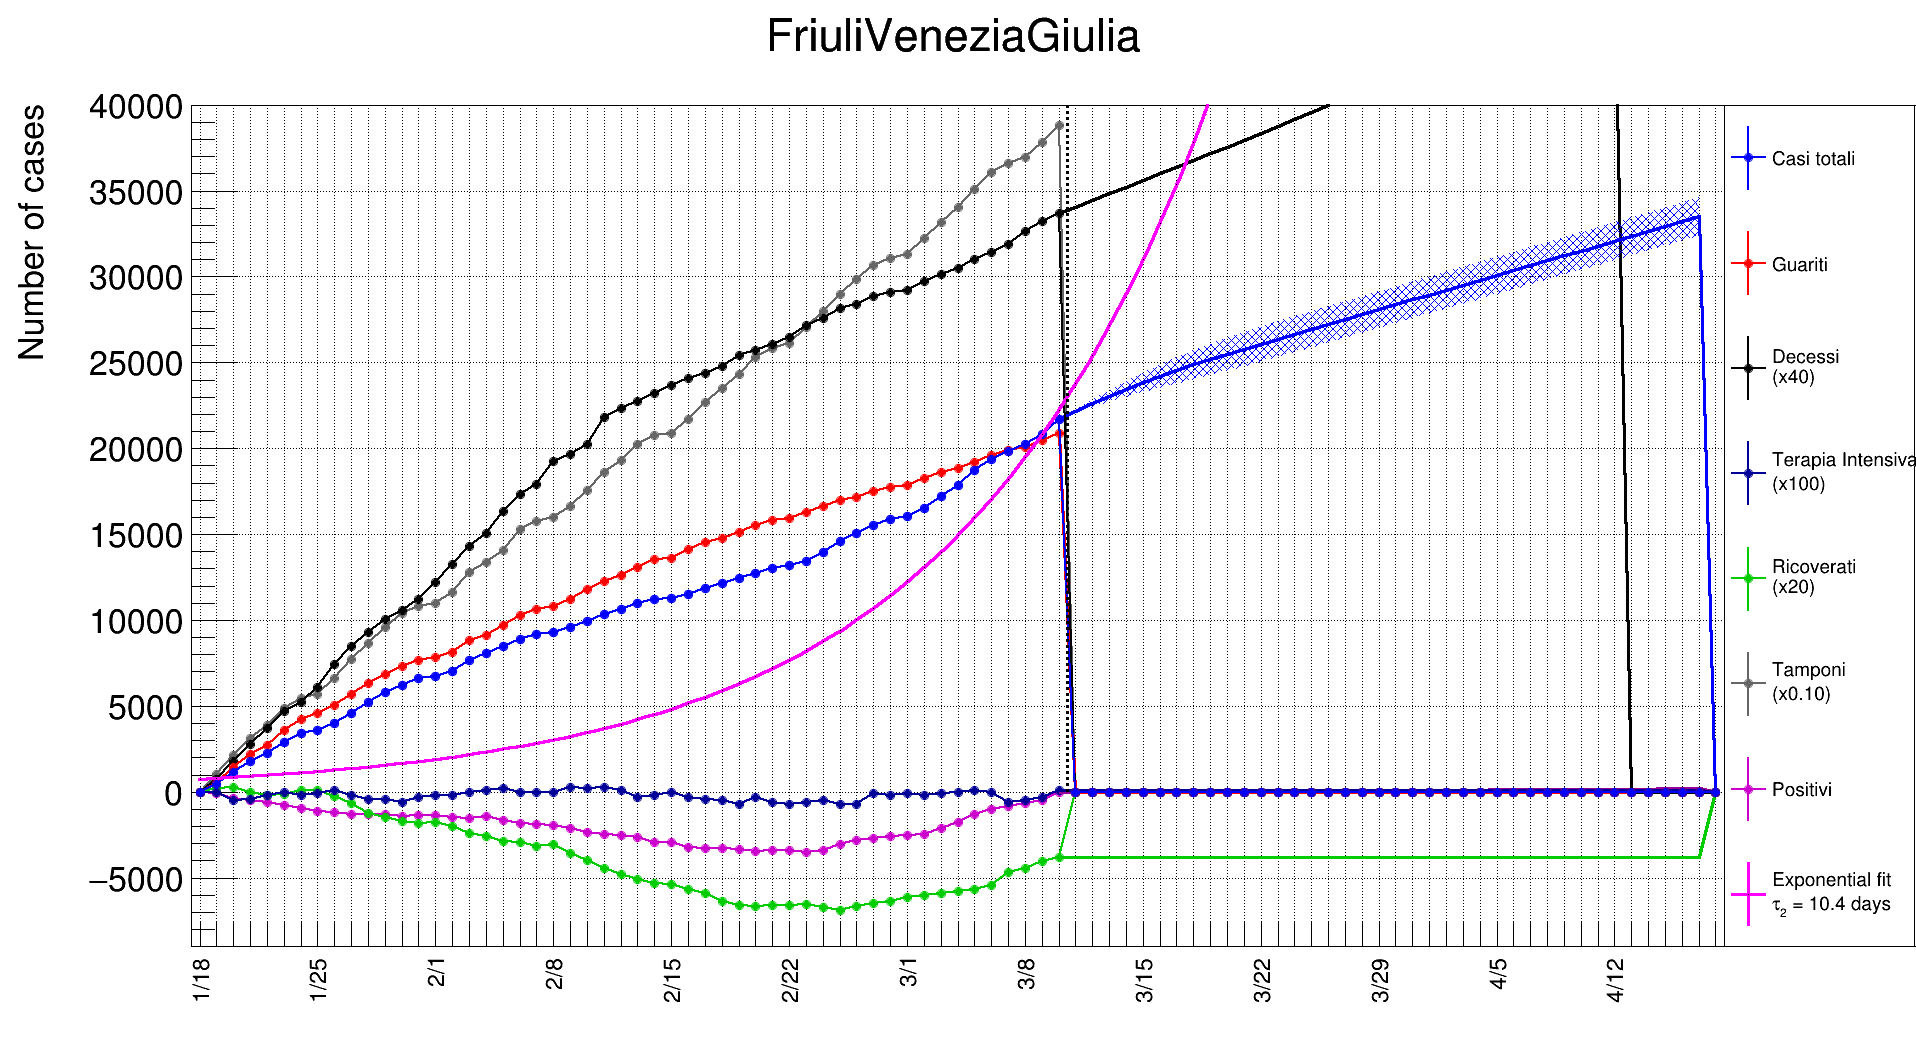 FriuliVeneziaGiulia
Number of cases
40000
35000
30000
25000
20000
15000
10000
5000
0
−5000
1/18
1/25
2/1
2/8
2/15
2/22
3/1
3/8
3/15
3/22
3/29
4/5
4/12
Casi totali
Guariti
Decessi
(x40)
Terapia Intensiva
(x100)
Ricoverati
(x20)
Tamponi
(x0.10)
Positivi
Exponential fit
τ2 = 10.4 days